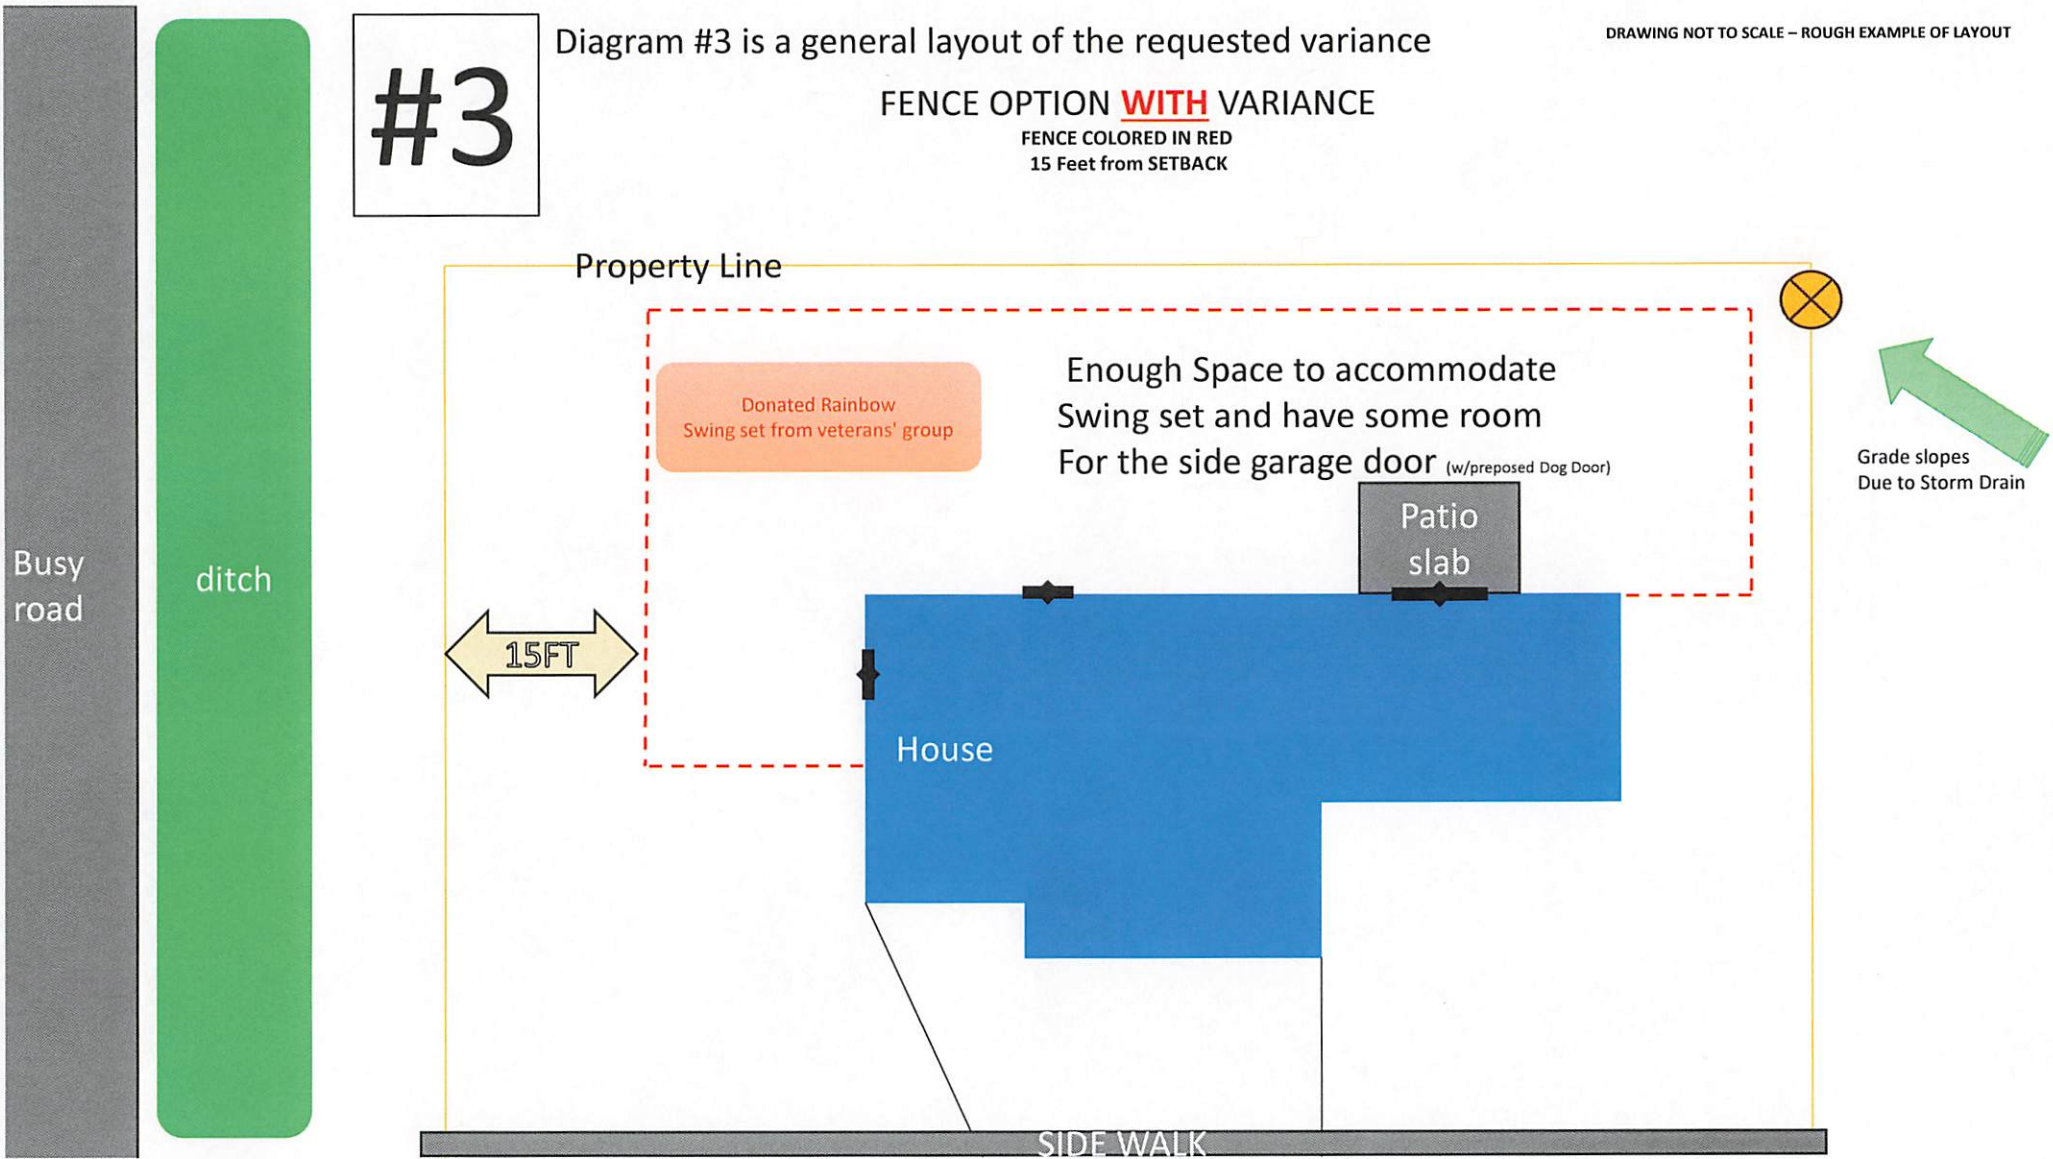 #3
Diagram #3 is a general layout of the requested variance
DRAWING NOT TO SCALE – ROUGH EXAMPLE OF LAYOUT
FENCE OPTION WITH VARIANCE
FENCE COLORED IN RED
15 Feet from SETBACK
Property Line
Enough Space to accommodate
Swing set and have some room
For the side garage door (w/preposed Dog Door)
Donated Rainbow
Swing set from veterans' group
Grade slopes
Due to Storm Drain
Patio
slab
Busy
road
ditch
15FT
House
SIDE WALK